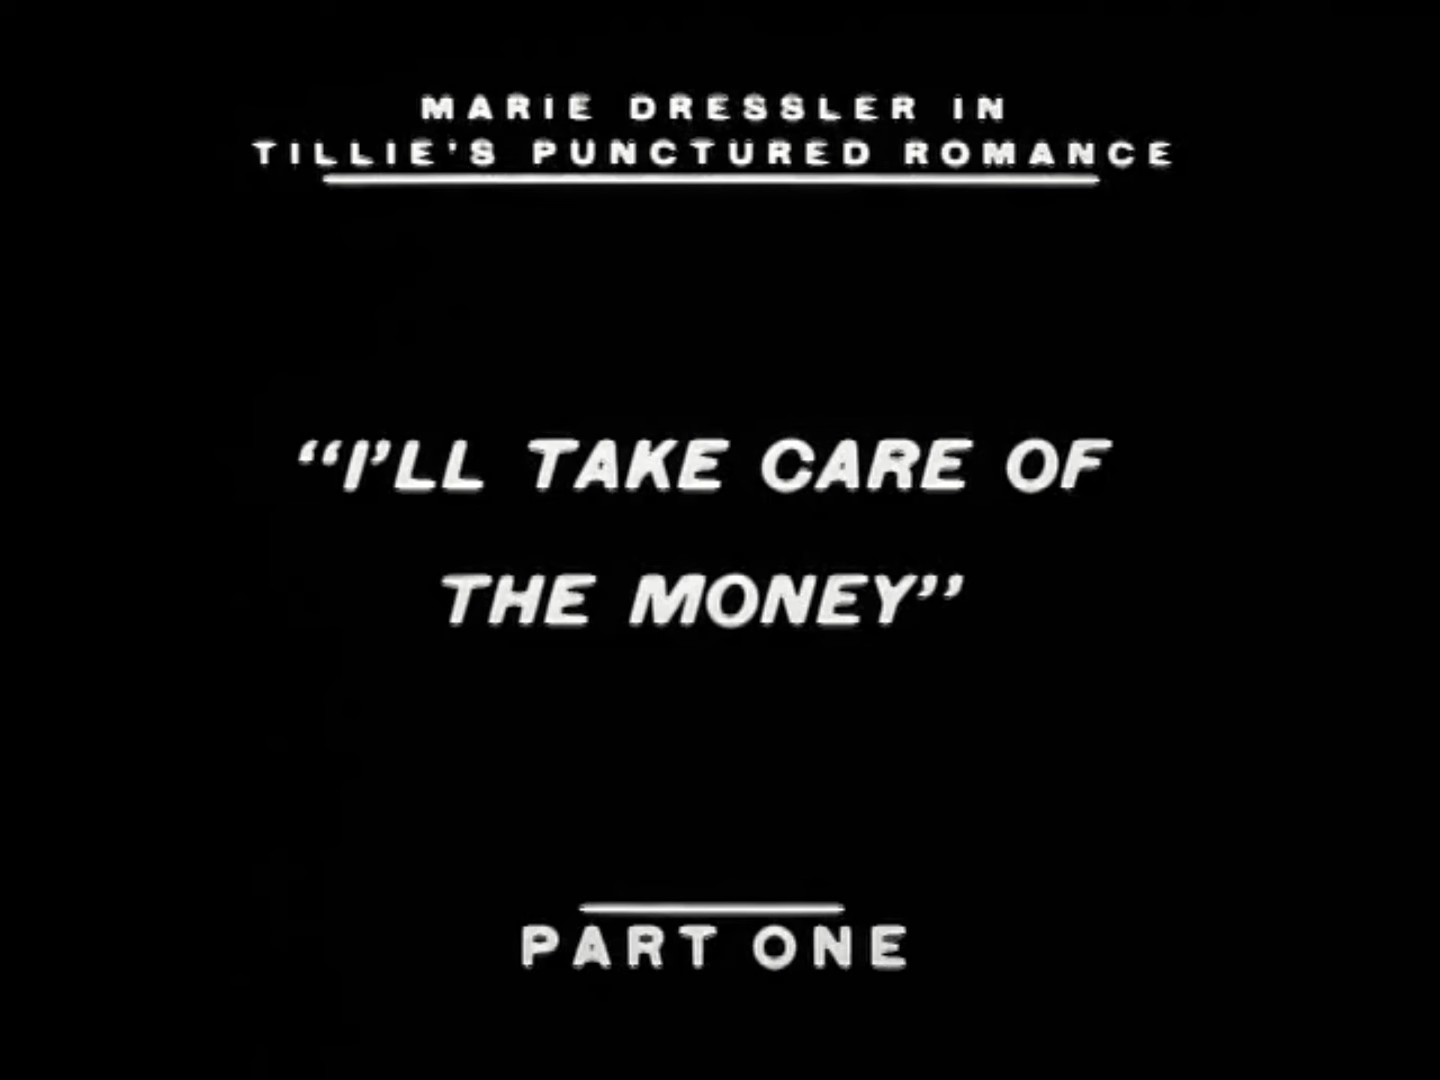 MARIE DRESSLER IN
TILLIE'S PUNCTURED ROMANCE
“I’LL TAKE CARE OF
THE MONEY”
PART ONE